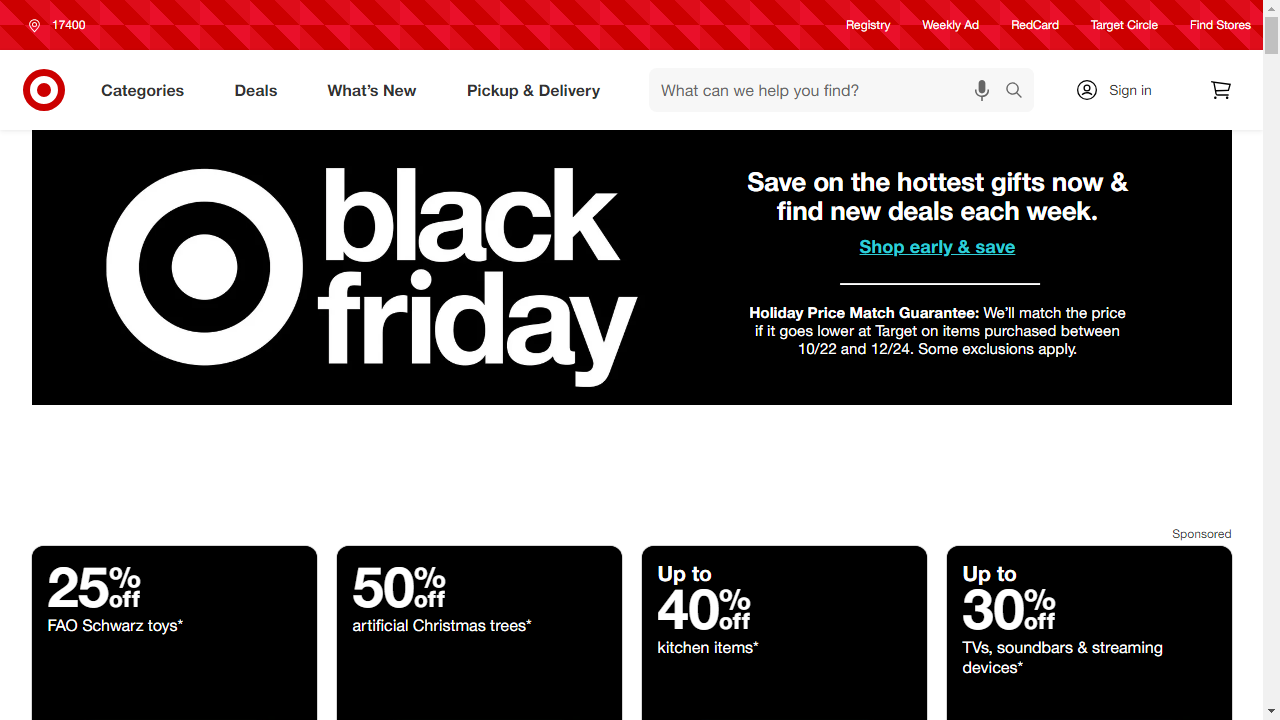 17400
Registry
Weekly Ad
RedCard
Target Circle
Find Stores
Categories
Deals
What's New
Pickup & Delivery
What can we help you find?
Sign in
black
friday
Save on the hottest gifts now &
find new deals each week.
Shop early & save
Holiday Price Match Guarantee: We'll match the price
if it goes lower at Target on items purchased between
10/22 and 12/24. Some exclusions apply.
Sponsored
25% off
FAO Schwarz toys*
50% off
artificial Christmas trees*
Up to
40% off
kitchen items*
Up to
30% off
TVs, soundbars & streaming
devices*